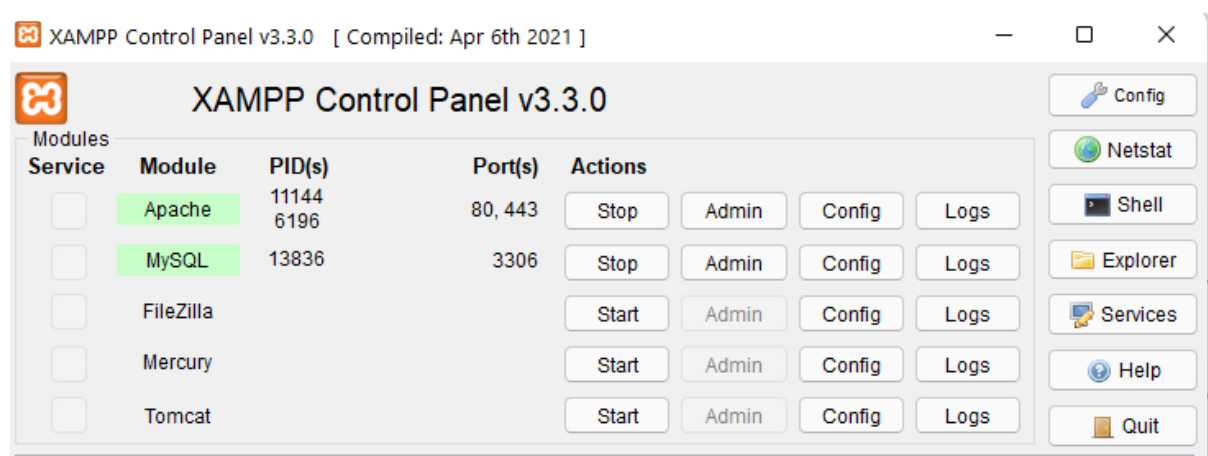 XAMPP Control Panel v3.3.0 [ Compiled: Apr 6th 2021 ]
XAMPP Control Panel v3.3.0
Config
Modules
Netstat
Service Module PID(s) Port(s) Actions
Apache 11144 6196 80, 443 Stop Admin Config Logs
Shell
MySQL 13836 3306 Stop Admin Config Logs
Explorer
FileZilla Start Admin Config Logs
Services
Mercury Start Admin Config Logs
Help
Tomcat Start Admin Config Logs
Quit